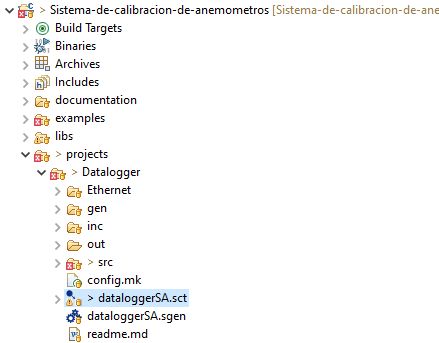 > Sistema-de-calibracion-de-anemometros [Sistema-de-calibracion-de-ane
Build Targets
Binaries
Archives
Includes
documentation
examples
libs
> projects
> Datalogger
Ethernet
gen
inc
out
> src
config.mk
> dataloggerSA.sct
dataloggerSA.sgen
readme.md